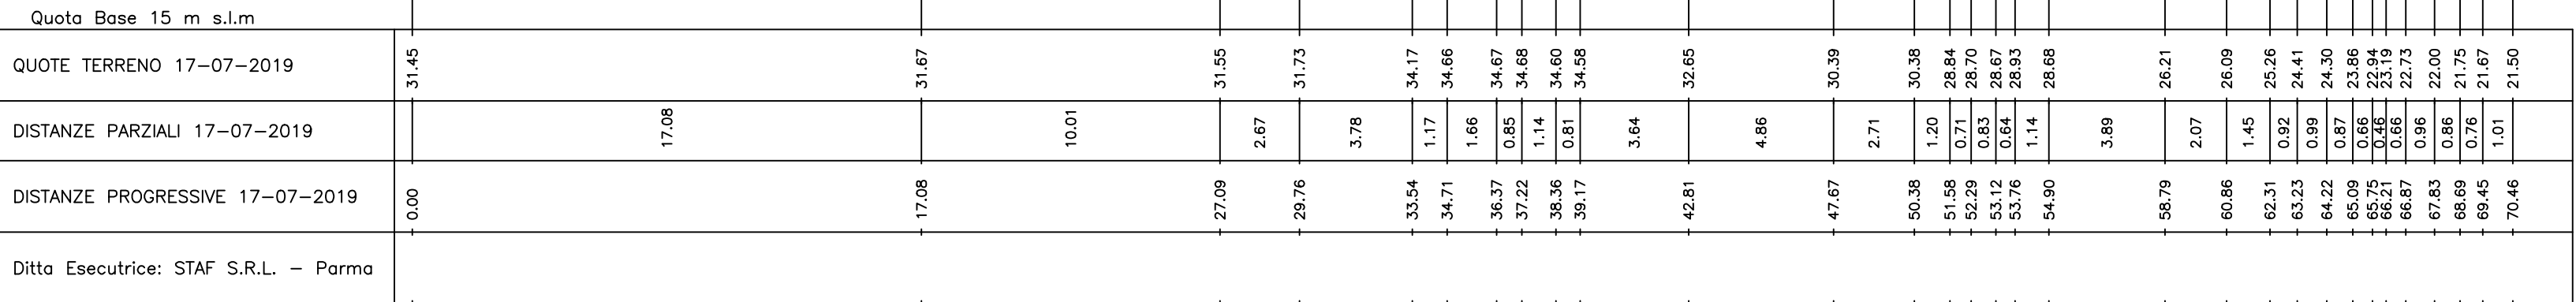 Quota Base 15 m s.l.m
QUOTE TERRENO 17-07-2019 31.45 31.67 31.55 31.73 34.17 34.66 34.67 34.68 34.60 34.58 32.65 30.39 30.38 28.84 28.70 28.67 28.93 28.68 26.21 26.09 25.26 24.41 24.30 23.86 22.94 23.19 22.73 22.00 21.75 21.67 21.50
DISTANZE PARZIALI 17-07-2019 17.08 10.01 2.67 3.78 1.17 1.66 0.85 1.14 0.81 3.64 4.86 2.71 1.20 0.71 0.83 0.64 1.14 3.89 2.07 1.45 0.92 0.99 0.87 0.66 0.46 0.66 0.96 0.86 0.76 1.01
DISTANZE PROGRESSIVE 17-07-2019 0.00 17.08 27.09 29.76 33.54 34.71 36.37 37.22 38.36 39.17 42.81 47.67 50.38 51.58 52.29 53.12 53.76 54.90 58.79 60.86 62.31 63.23 64.22 65.09 65.75 66.21 66.87 67.83 68.69 69.45 70.46
Ditta Esecutrice: STAF S.R.L. - Parma